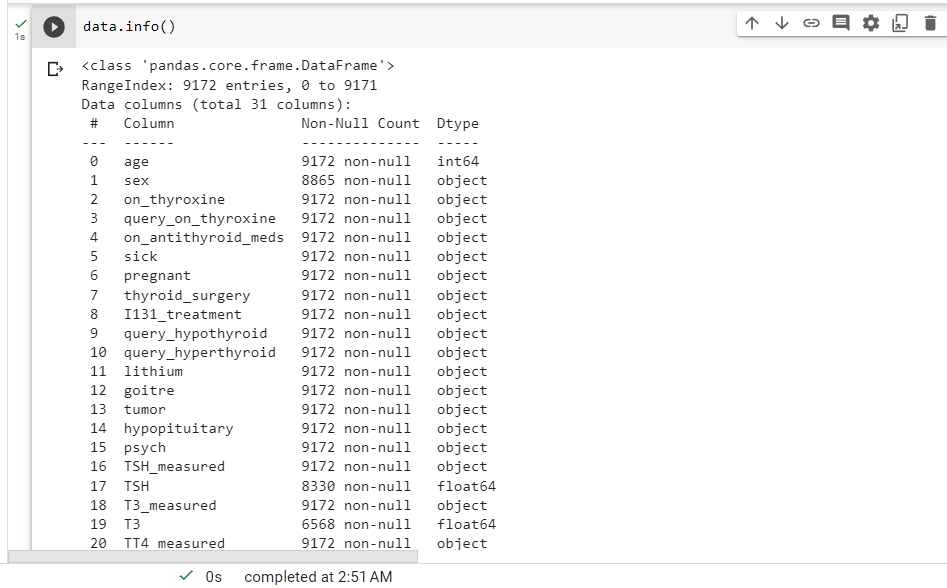 data.info()
1s
<class 'pandas.core.frame.DataFrame'>
RangeIndex: 9172 entries, 0 to 9171
Data columns (total 31 columns):
 #   Column               Non-Null Count  Dtype
---  ------               --------------  -----
 0   age                  9172 non-null   int64
 1   sex                  8865 non-null   object
 2   on_thyroxine         9172 non-null   object
 3   query_on_thyroxine   9172 non-null   object
 4   on_antithyroid_meds  9172 non-null   object
 5   sick                 9172 non-null   object
 6   pregnant             9172 non-null   object
 7   thyroid_surgery      9172 non-null   object
 8   I131_treatment       9172 non-null   object
 9   query_hypothyroid    9172 non-null   object
 10  query_hyperthyroid   9172 non-null   object
 11  lithium              9172 non-null   object
 12  goitre               9172 non-null   object
 13  tumor                9172 non-null   object
 14  hypopituitary        9172 non-null   object
 15  psych                9172 non-null   object
 16  TSH_measured         9172 non-null   object
 17  TSH                  8330 non-null   float64
 18  T3_measured          9172 non-null   object
 19  T3                   6568 non-null   float64
 20  TT4_measured         9172 non-null   object
0s completed at 2:51 AM